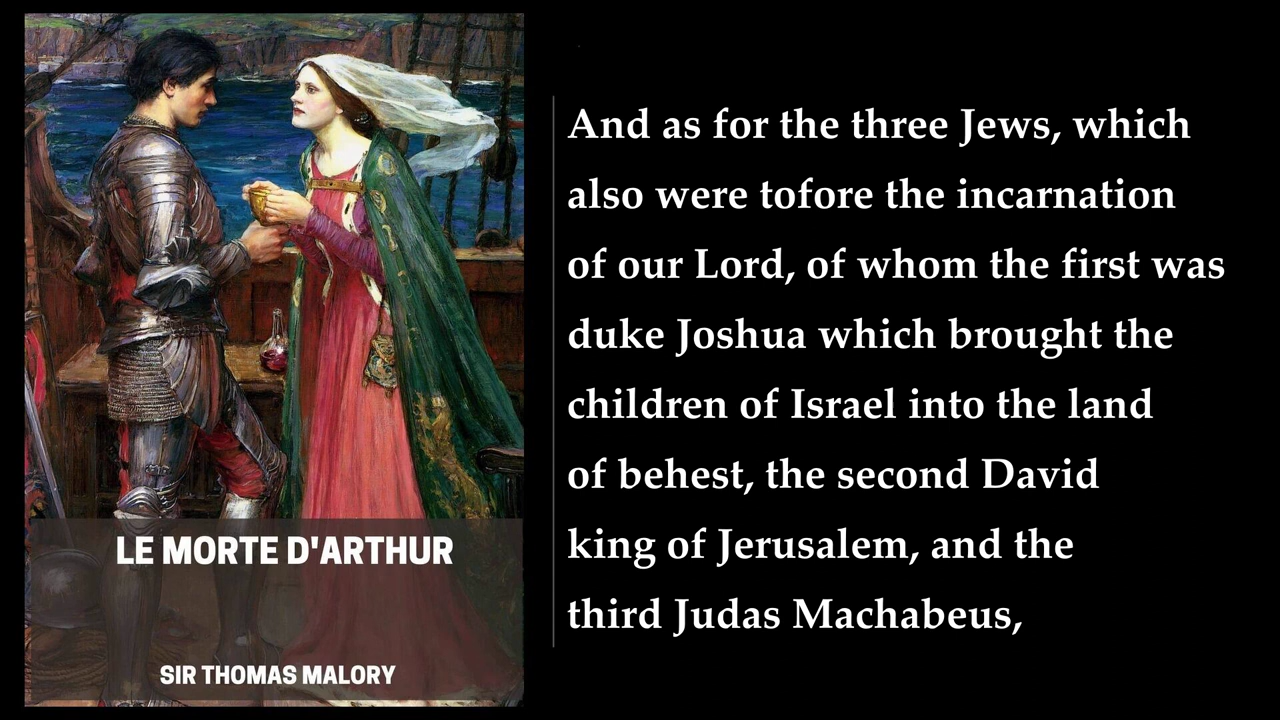 LE MORTE D'ARTHUR
SIR THOMAS MALORY
And as for the three Jews, which
also were tofore the incarnation
of our Lord, of whom the first was
duke Joshua which brought the
children of Israel into the land
of behest, the second David
king of Jerusalem, and the
third Judas Machabeus,